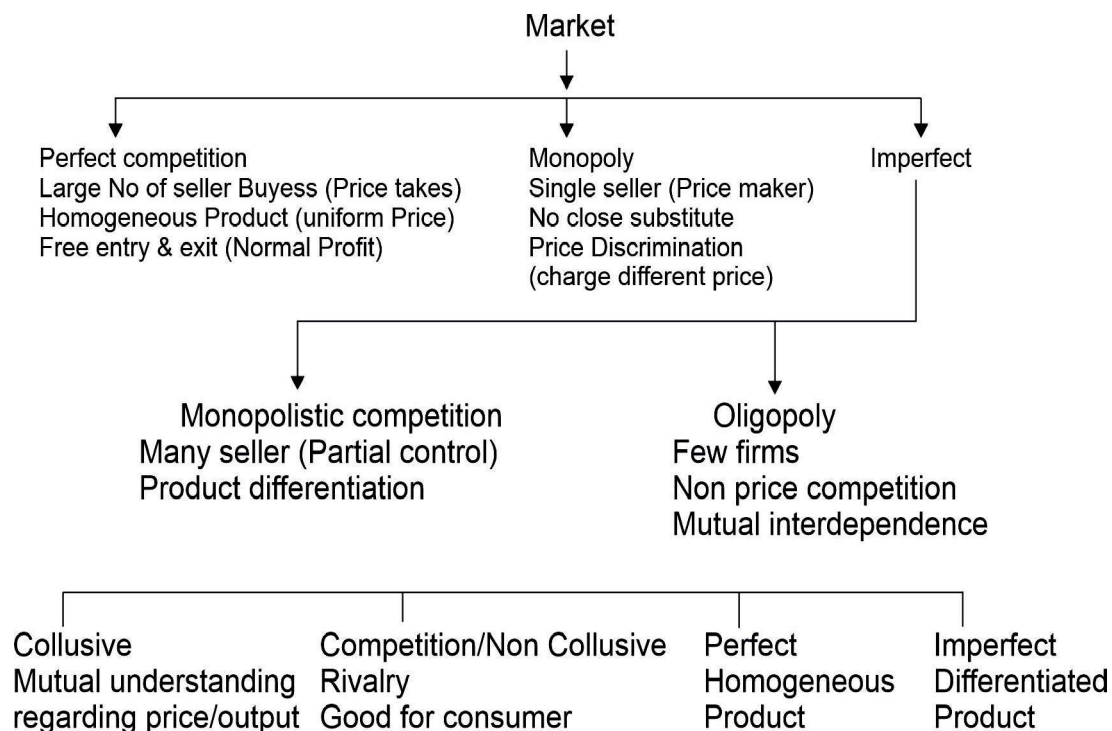 Market
Perfect competition
Large No of seller Buyess (Price takes)
Homogeneous Product (uniform Price)
Free entry & exit (Normal Profit)
Monopoly
Single seller (Price maker)
No close substitute
Price Discrimination
(charge different price)
Imperfect
Monopolistic competition
Many seller (Partial control)
Product differentiation
Oligopoly
Few firms
Non price competition
Mutual interdependence
Collusive
Mutual understanding
regarding price/output
Competition/Non Collusive
Rivalry
Good for consumer
Perfect
Homogeneous
Product
Imperfect
Differentiated
Product